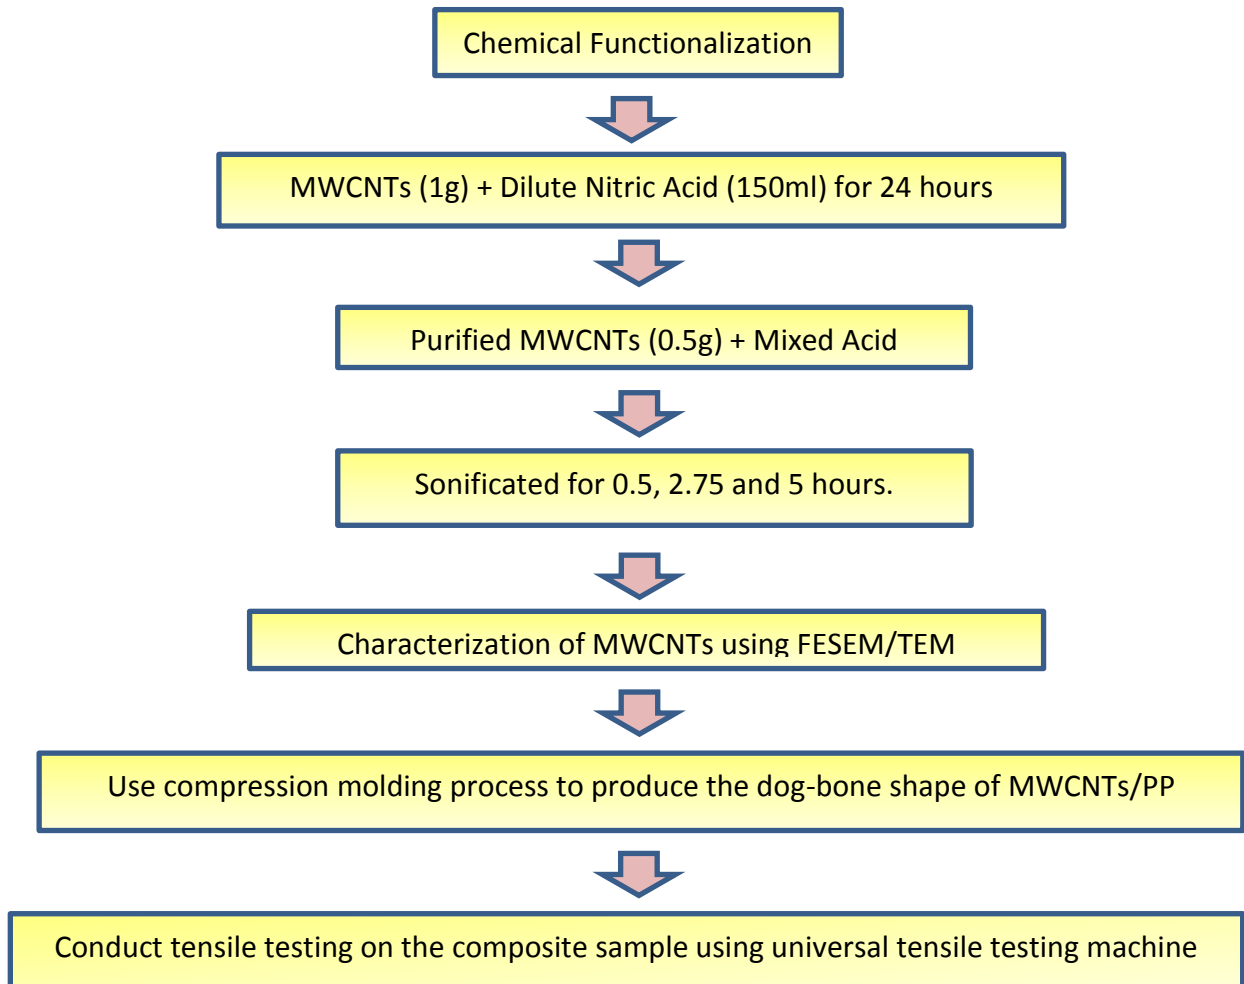 Chemical Functionalization
MWCNTs (1g) + Dilute Nitric Acid (150ml) for 24 hours
Purified MWCNTs (0.5g) + Mixed Acid
Sonificated for 0.5, 2.75 and 5 hours.
Characterization of MWCNTs using FESEM/TEM
Use compression molding process to produce the dog-bone shape of MWCNTs/PP
Conduct tensile testing on the composite sample using universal tensile testing machine